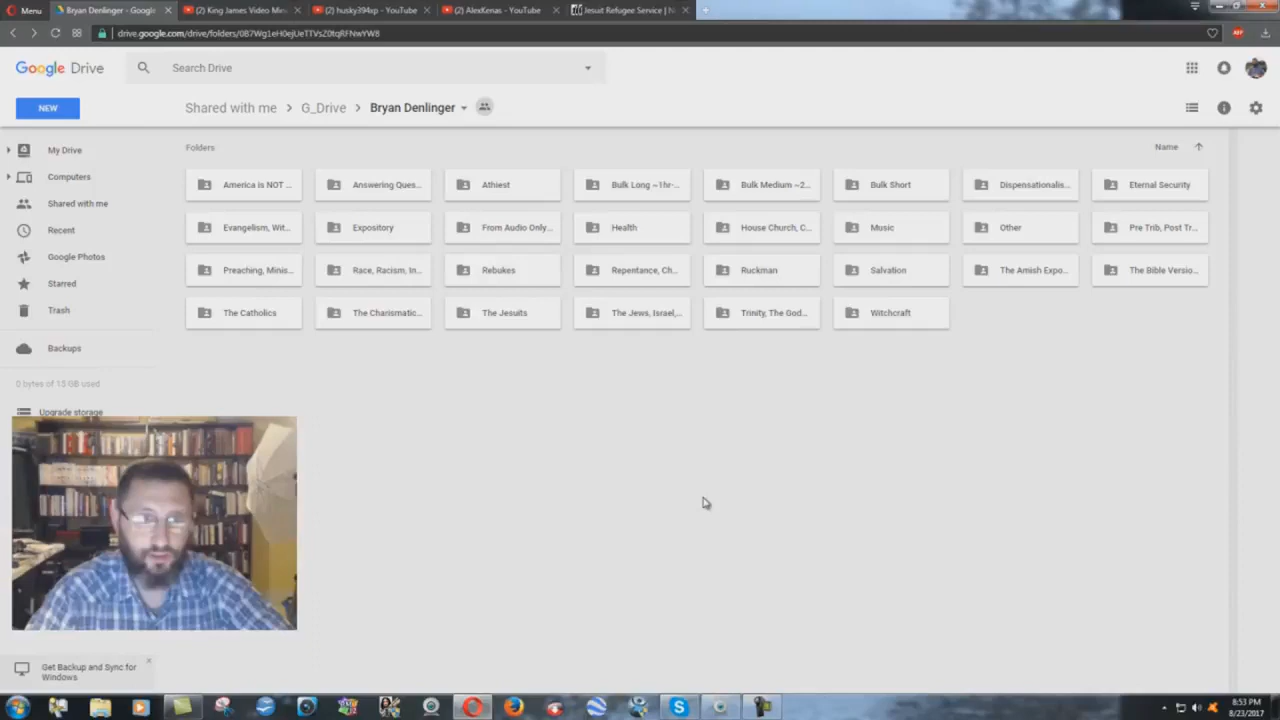 Menu
Bryan Denlinger - Google
(2) King James Video Min
(2) husky394xp - YouTube
(2) AlexKenas - YouTube
Jesuit Refugee Service | N
drive.google.com/drive/folders/
Google Drive
Search Drive
NEW
Shared with me > G_Drive > Bryan Denlinger
My Drive
Computers
Shared with me
Recent
Google Photos
Starred
Trash
Backups
0 bytes of 15 GB used
Upgrade storage
Get Backup and Sync for
Windows
Folders
Name
America is NOT ...
Answering Ques...
Athiest
Bulk Long ~1hr-...
Bulk Medium ~2...
Bulk Short
Dispensationalis...
Eternal Security
Evangelism, Wit...
Expository
From Audio Only...
Health
House Church, C...
Music
Other
Pre Trib, Post Tr...
Preaching, Minis...
Race, Racism, In...
Rebukes
Repentance, Ch...
Ruckman
Salvation
The Amish Expo...
The Bible Versio...
The Catholics
The Charismatic...
The Jesuits
The Jews, Israel,...
Trinity, The God...
Witchcraft
8:53 PM
8/23/2017